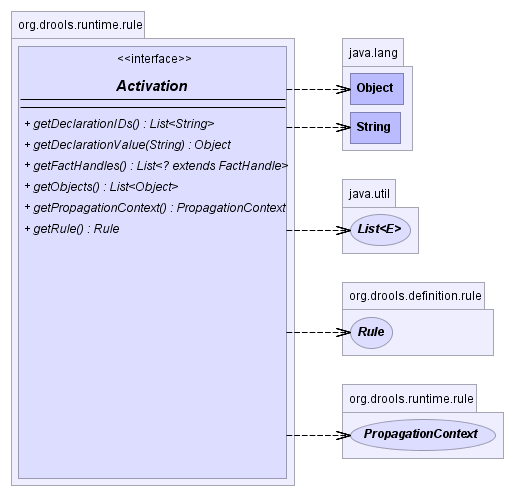 org.drools.runtime.rule
<<interface>>
Activation
+ getDeclarationIDs() : List<String>
+ getDeclarationValue(String) : Object
+ getFactHandles() : List<? extends FactHandle>
+ getObjects() : List<Object>
+ getPropagationContext() : PropagationContext
+ getRule() : Rule
java.lang
Object
String
java.util
List<E>
org.drools.definition.rule
Rule
org.drools.runtime.rule
PropagationContext